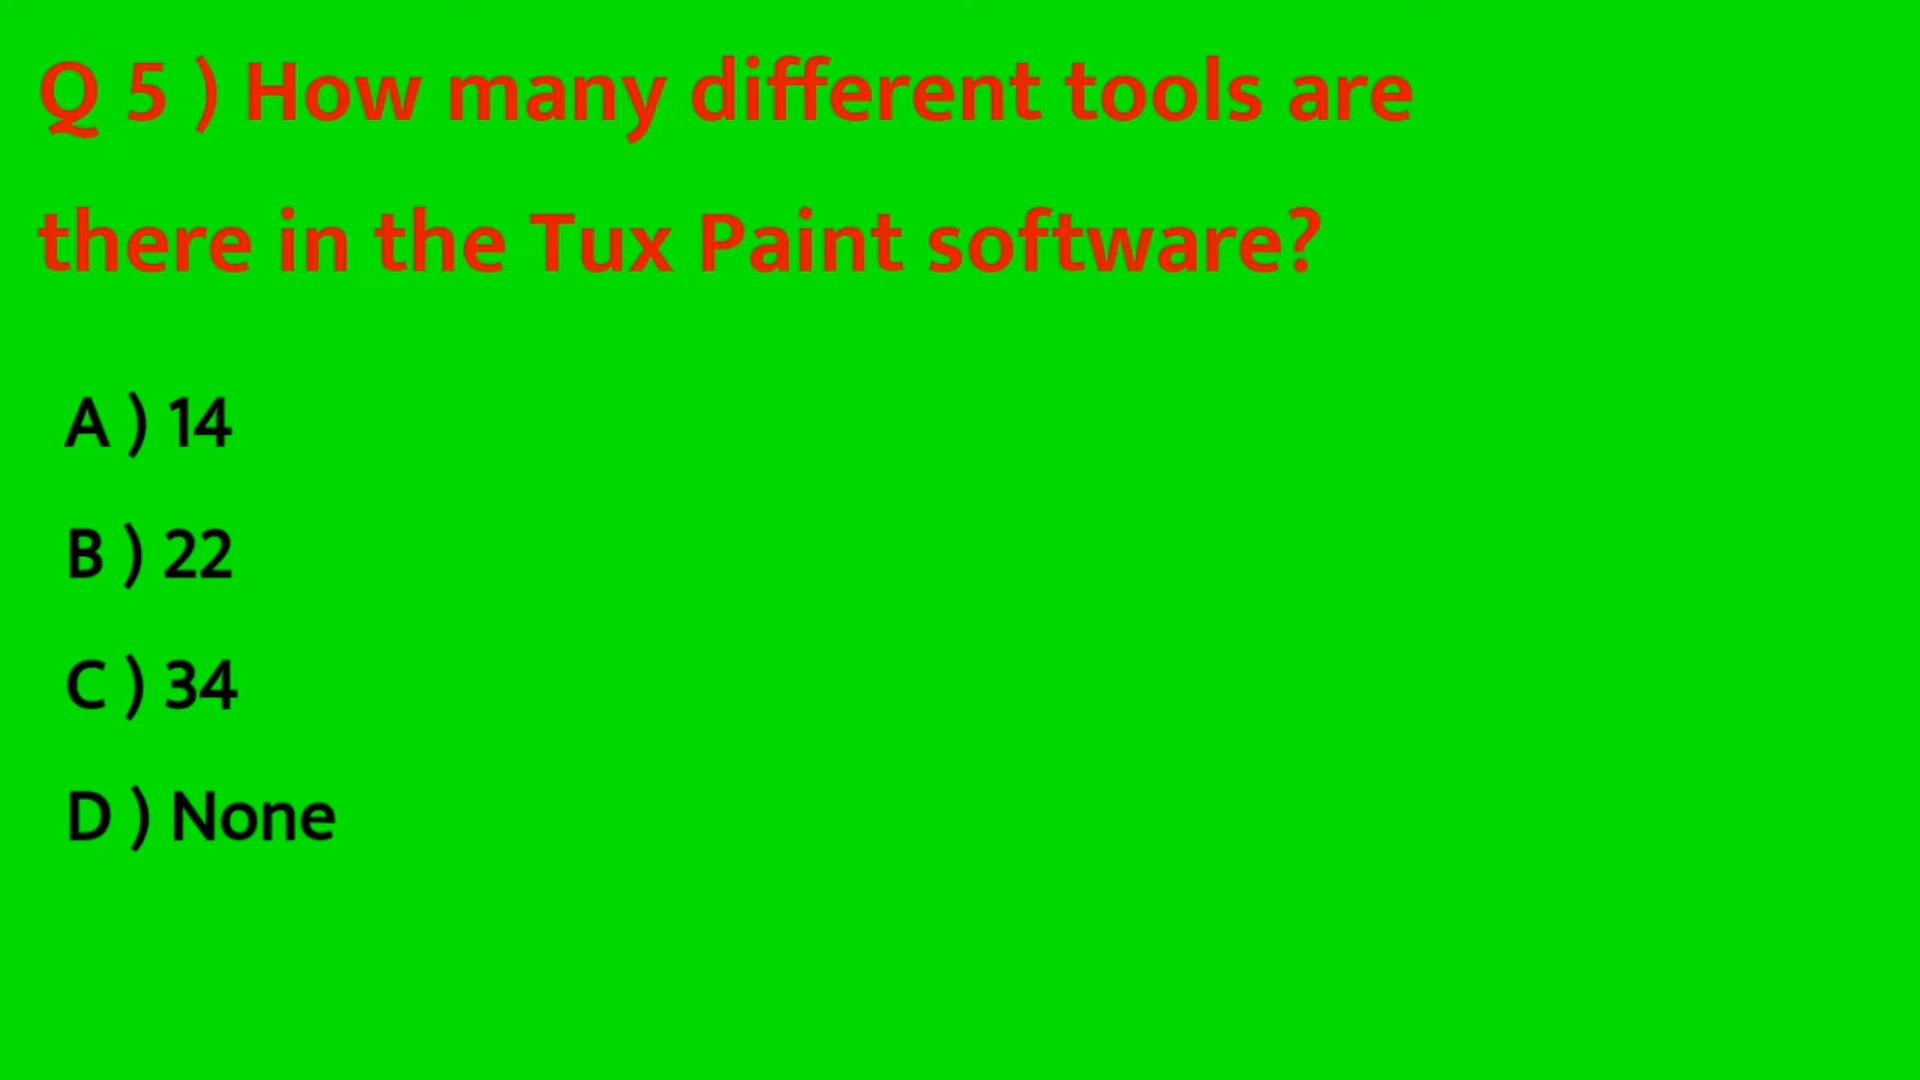 Q 5 ) How many different tools are
there in the Tux Paint software?
A ) 14
B ) 22
C ) 34
D ) None